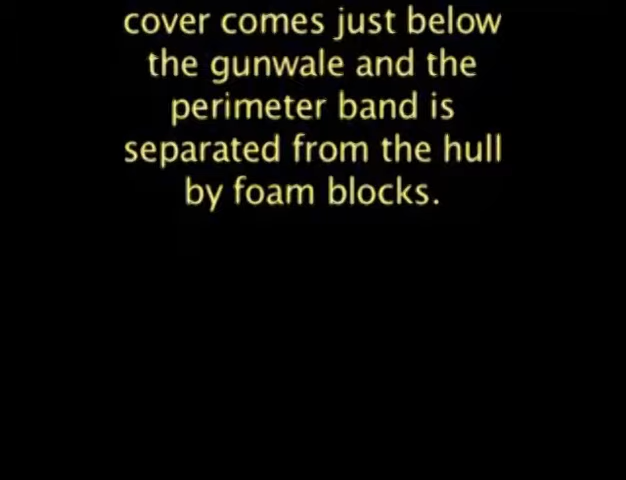 cover comes just below
the gunwale and the
perimeter band is
separated from the hull
by foam blocks.